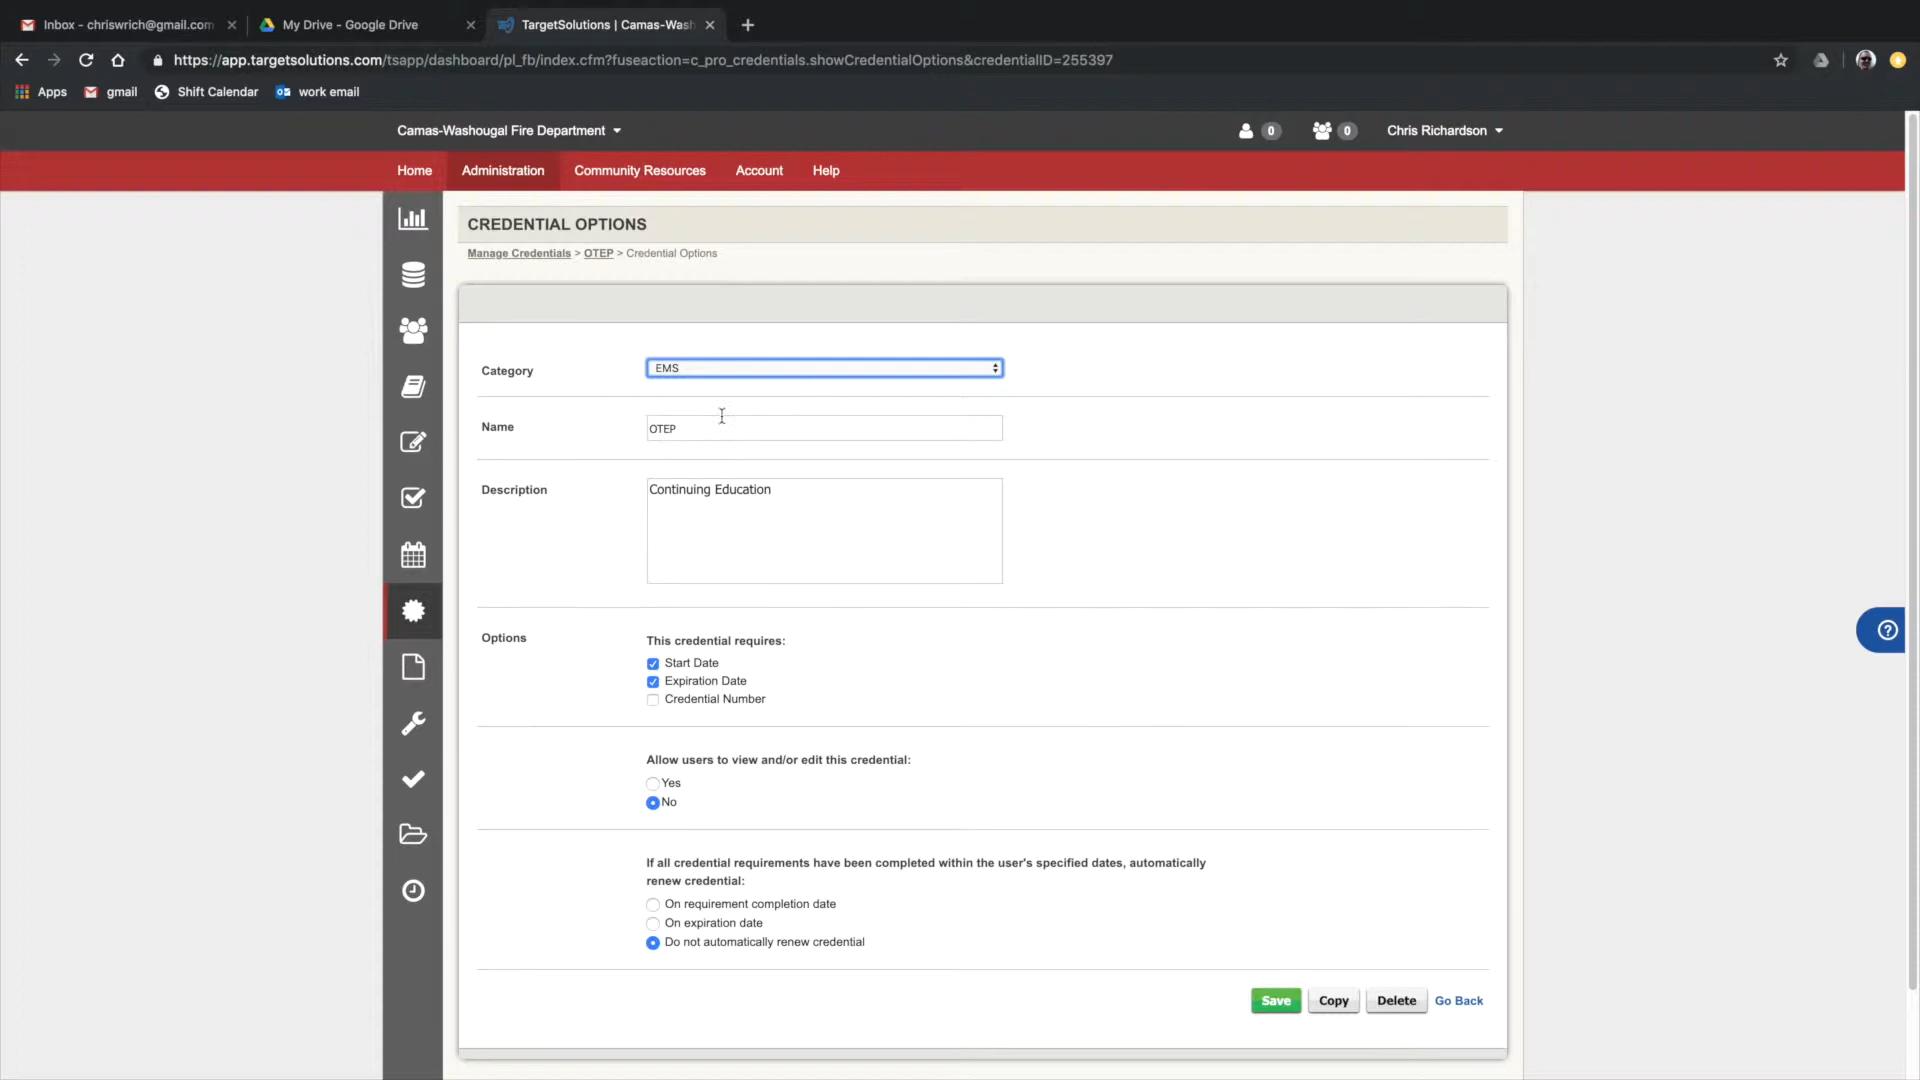 Inbox - chriswrich@gmail.com
My Drive - Google Drive
TargetSolutions | Camas-Wash
https://app.targetsolutions.com/tsapp/dashboard/pl_fb/index.cfm?fuseaction=c_pro_credentials.showCredentialOptions&credentialID=255397
Apps
gmail
Shift Calendar
work email
Camas-Washougal Fire Department
0
0
Chris Richardson
Home
Administration
Community Resources
Account
Help
CREDENTIAL OPTIONS
Manage Credentials > OTEP > Credential Options
Category
EMS
Name
OTEP
Description
Continuing Education
Options
This credential requires:
Start Date
Expiration Date
Credential Number
Allow users to view and/or edit this credential:
Yes
No
If all credential requirements have been completed within the user's specified dates, automatically
renew credential:
On requirement completion date
On expiration date
Do not automatically renew credential
Save
Copy
Delete
Go Back